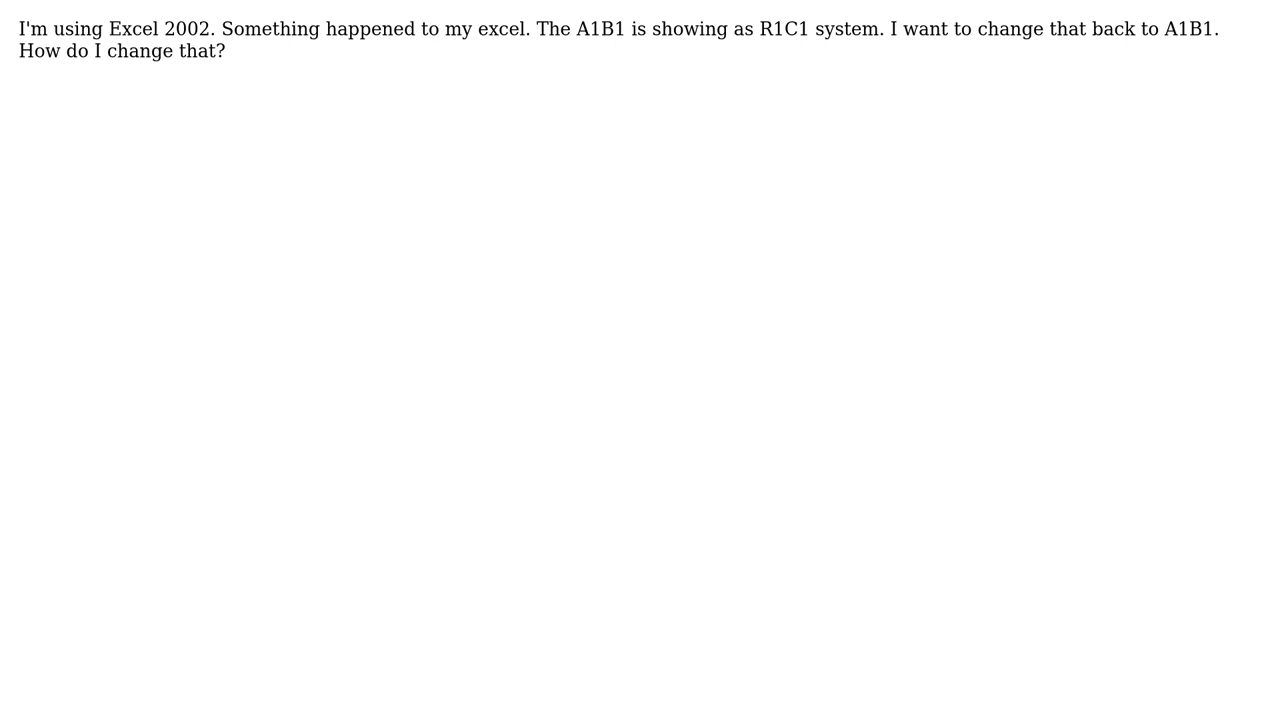 I'm using Excel 2002. Something happened to my excel. The A1B1 is showing as R1C1 system. I want to change that back to A1B1.
How do I change that?